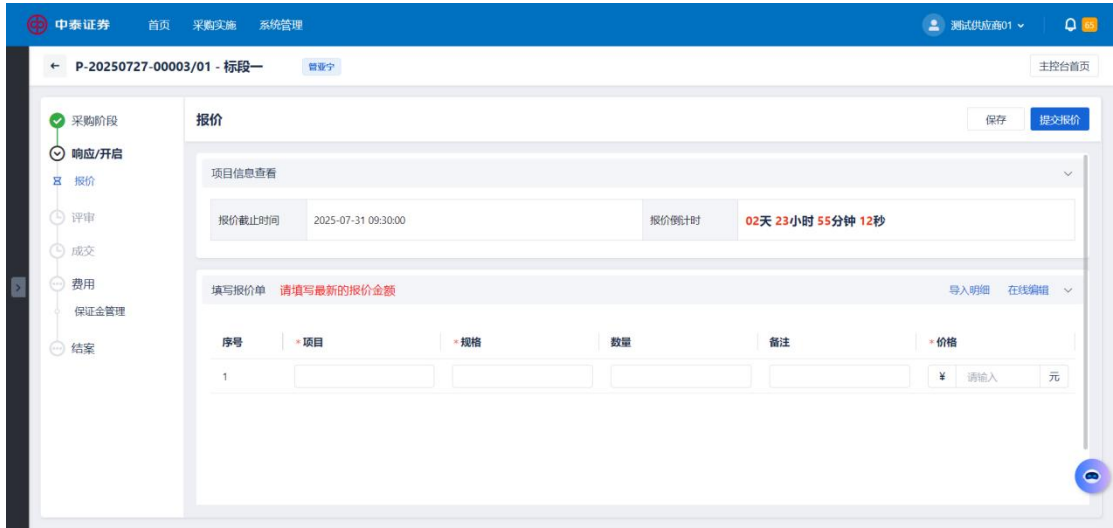 中泰证券 首页 采购实施 系统管理 测试供应商01 65
← P-20250727-00003/01 - 标段一 管亚宁 主控台首页
采购阶段
响应/开启
报价
评审
成交
费用
保证金管理
结案
报价 保存 提交报价
项目信息查看
报价截止时间 2025-07-31 09:30:00 报价倒计时 02天 23小时 55分钟 12秒
填写报价单 请填写最新的报价金额 导入明细 在线编辑
序号 *项目 *规格 数量 备注 *价格
1 ¥ 请输入 元